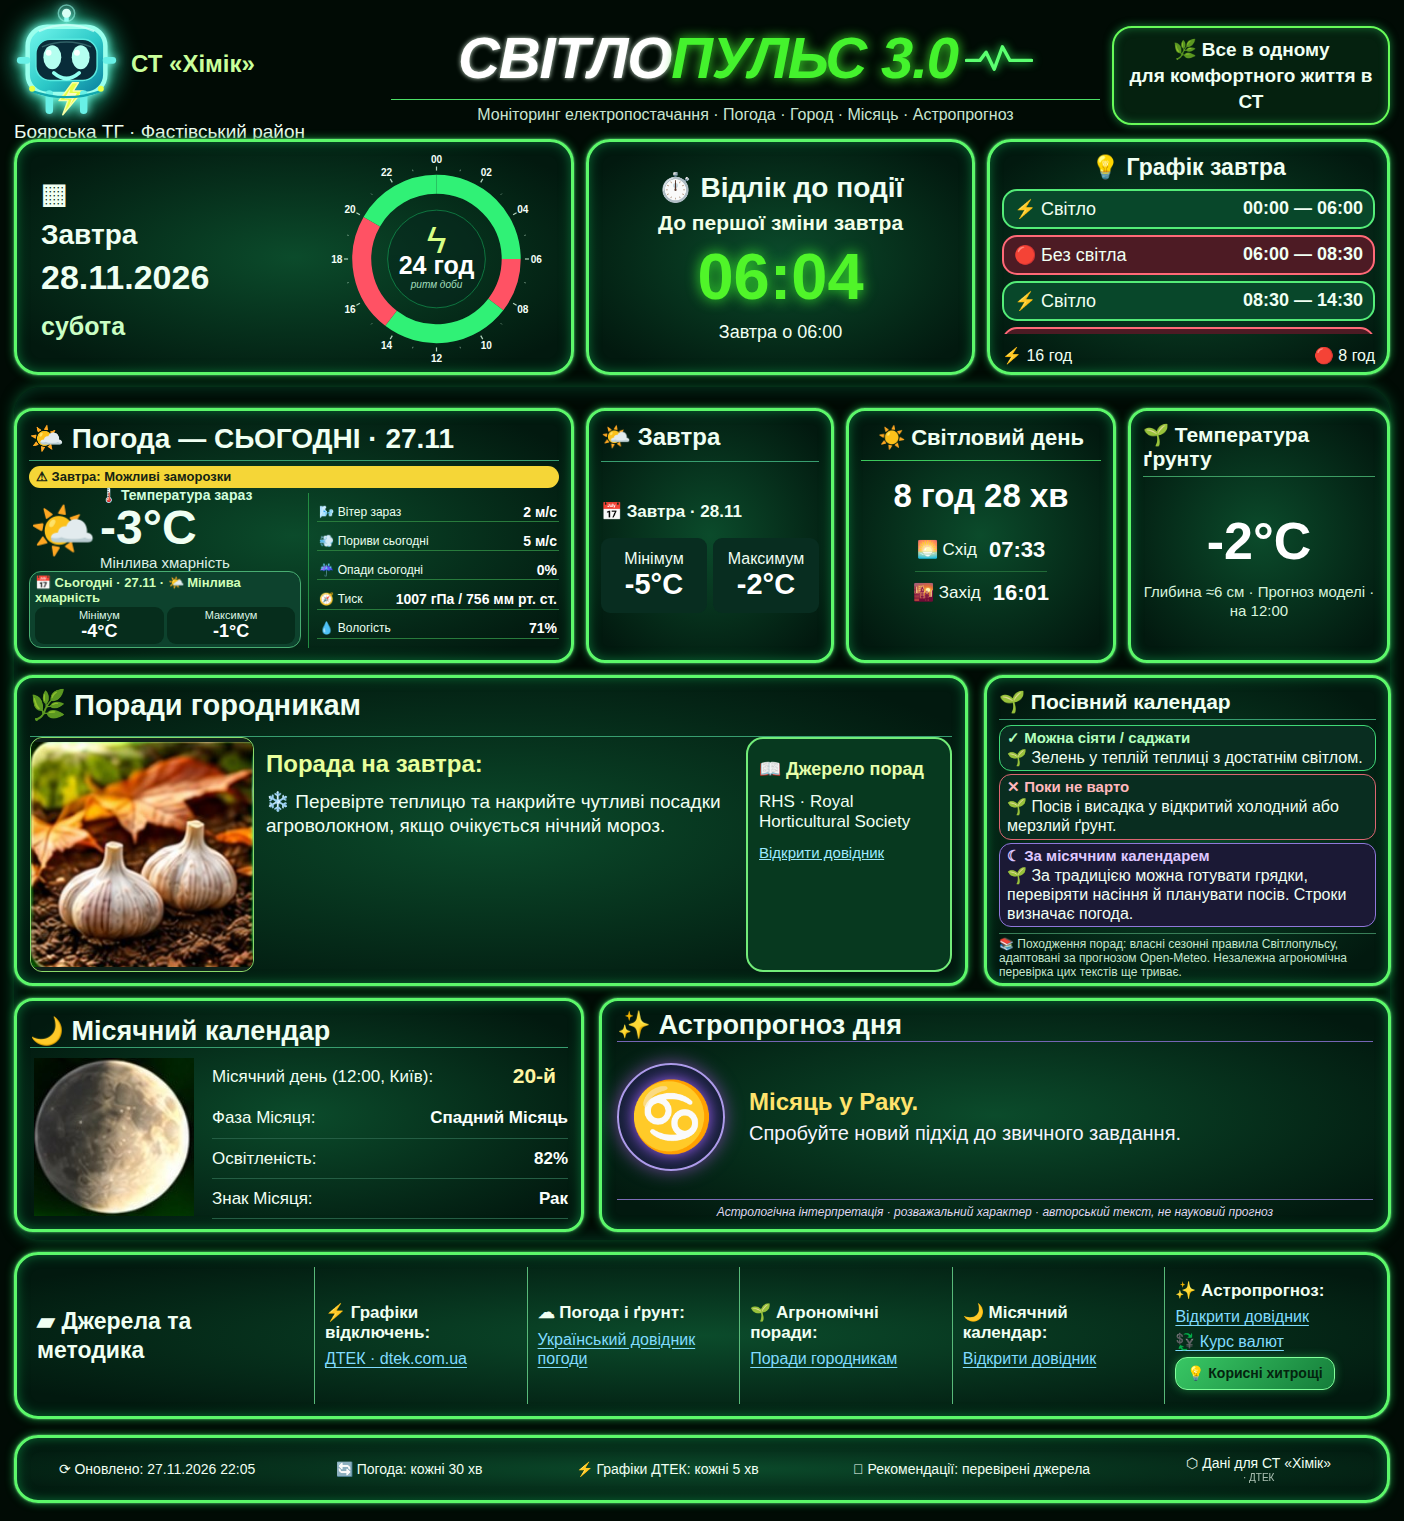 СТ «Хімік»
Боярська ТГ · Фастівський район
СВІТЛОПУЛЬС 3.0
Моніторинг електропостачання · Погода · Город · Місяць · Астропрогноз
🌿 Все в одному
для комфортного життя в
СТ
Завтра
28.11.2026
субота
00
02
04
06
08
10
12
14
16
18
20
22
24 год
ритм доби
⏱️ Відлік до події
До першої зміни завтра
06:04
Завтра о 06:00
💡 Графік завтра
⚡ Світло 00:00 — 06:00
🔴 Без світла 06:00 — 08:30
⚡ Світло 08:30 — 14:30
⚡ 16 год 🔴 8 год
🌤️ Погода — СЬОГОДНІ · 27.11
⚠ Завтра: Можливі заморозки
🌡️ Температура зараз
-3°C
Мінлива хмарність
📅 Сьогодні · 27.11 · 🌤️ Мінлива
хмарність
Мінімум
-4°C
Максимум
-1°C
🌬️ Вітер зараз 2 м/с
💨 Пориви сьогодні 5 м/с
☔ Опади сьогодні 0%
🧭 Тиск 1007 гПа / 756 мм рт. ст.
💧 Вологість 71%
🌤️ Завтра
📅 Завтра · 28.11
Мінімум
-5°C
Максимум
-2°C
☀️ Світловий день
8 год 28 хв
🌅 Схід 07:33
🌇 Захід 16:01
🌱 Температура
ґрунту
-2°C
Глибина ≈6 см · Прогноз моделі ·
на 12:00
🌿 Поради городникам
Порада на завтра:
❄️ Перевірте теплицю та накрийте чутливі посадки
агроволокном, якщо очікується нічний мороз.
📖 Джерело порад
RHS · Royal
Horticultural Society
Відкрити довідник
🌱 Посівний календар
✓ Можна сіяти / саджати
🌱 Зелень у теплій теплиці з достатнім світлом.
✕ Поки не варто
🌱 Посів і висадка у відкритий холодний або
мерзлий ґрунт.
☾ За місячним календарем
🌱 За традицією можна готувати грядки,
перевіряти насіння й планувати посів. Строки
визначає погода.
📚 Походження порад: власні сезонні правила Світлопульсу,
адаптовані за прогнозом Open-Meteo. Незалежна агрономічна
перевірка цих текстів ще триває.
🌙 Місячний календар
Місячний день (12:00, Київ): 20-й
Фаза Місяця: Спадний Місяць
Освітленість: 82%
Знак Місяця: Рак
✨ Астропрогноз дня
Місяць у Раку.
Спробуйте новий підхід до звичного завдання.
Астрологічна інтерпретація · розважальний характер · авторський текст, не науковий прогноз
▰ Джерела та
методика
⚡ Графіки
відключень:
ДТЕК · dtek.com.ua
☁ Погода і ґрунт:
Український довідник
погоди
🌱 Агрономічні
поради:
Поради городникам
🌙 Місячний
календар:
Відкрити довідник
✨ Астропрогноз:
Відкрити довідник
💱 Курс валют
💡 Корисні хитрощі
⟳ Оновлено: 27.11.2026 22:05
🔄 Погода: кожні 30 хв
⚡ Графіки ДТЕК: кожні 5 хв
Рекомендації: перевірені джерела
⬡ Дані для СТ «Хімік»
· ДТЕК